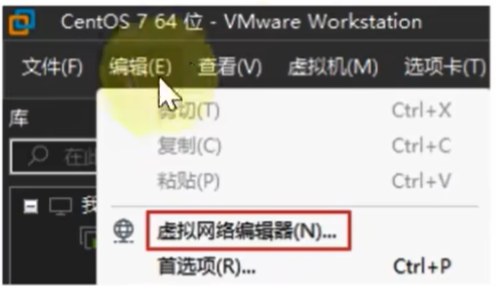 CentOS 7 64 位 - VMware Workstation
文件(F) 编辑(E) 查看(V) 虚拟机(M) 选项卡(T)
库
剪切(T) Ctrl+X
在此
复制(C) Ctrl+C
粘贴(P) Ctrl+V
我
虚拟网络编辑器(N)...
首选项(R)... Ctrl+P